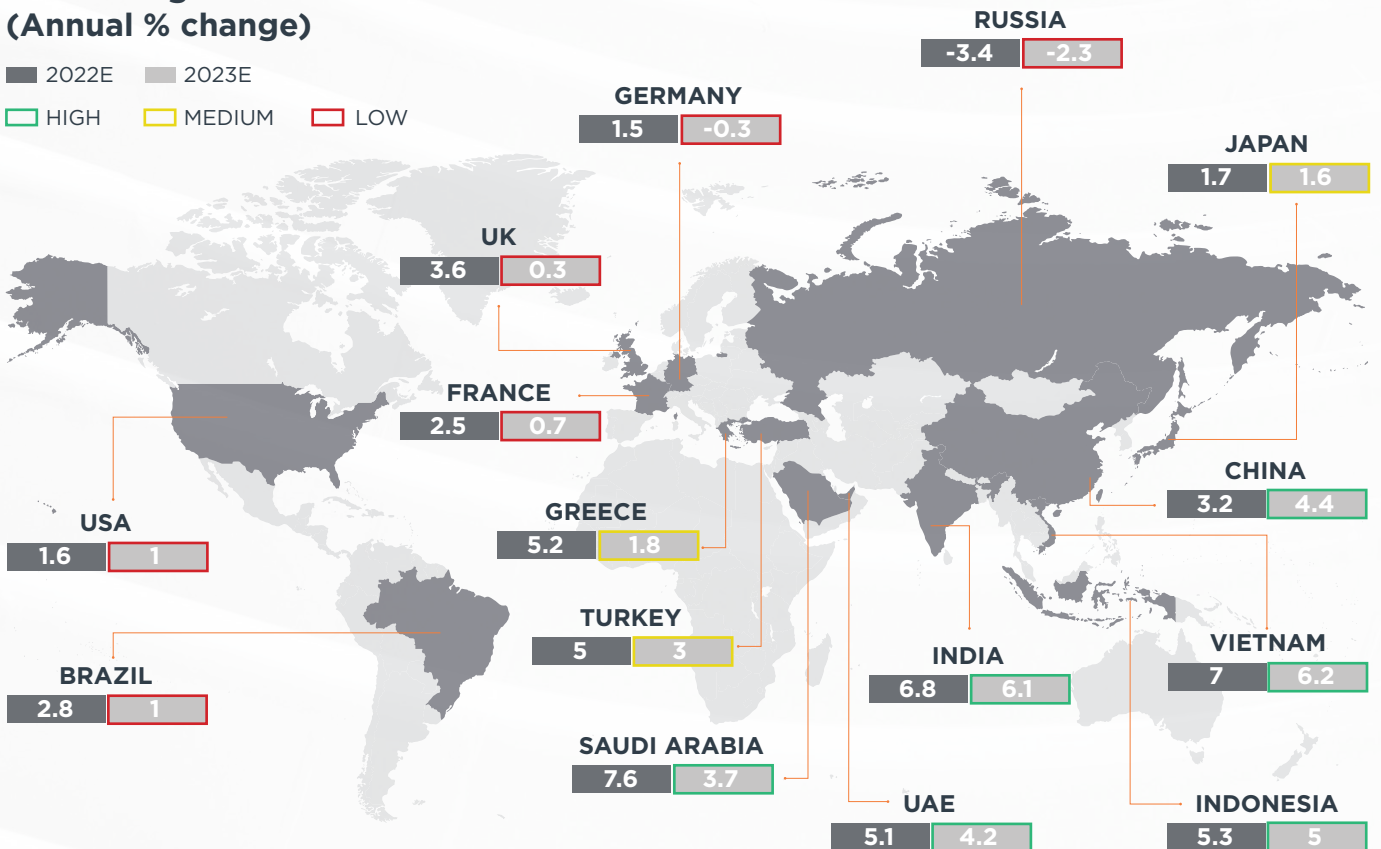 (Annual % change)
2022E 2023E
HIGH MEDIUM LOW
RUSSIA
-3.4 -2.3
GERMANY
1.5 -0.3
JAPAN
1.7 1.6
UK
3.6 0.3
FRANCE
2.5 0.7
CHINA
3.2 4.4
USA
1.6 1
GREECE
5.2 1.8
TURKEY
5 3
VIETNAM
7 6.2
INDIA
6.8 6.1
BRAZIL
2.8 1
SAUDI ARABIA
7.6 3.7
UAE
5.1 4.2
INDONESIA
5.3 5